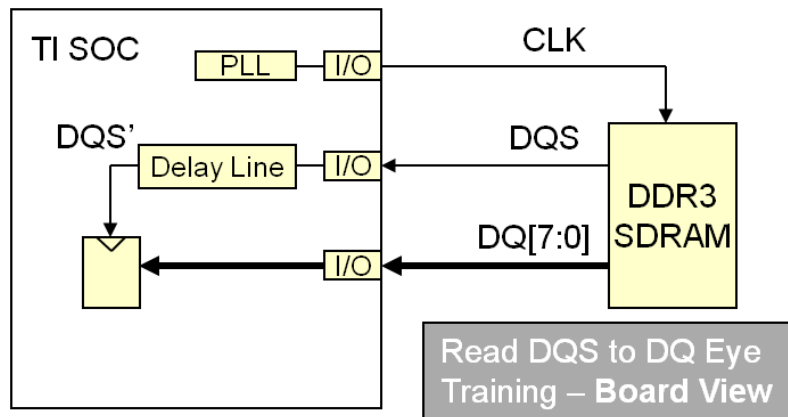 TI SOC
PLL
I/O
CLK
DQS’
Delay Line
I/O
DQS
DDR3
SDRAM
I/O
DQ[7:0]
Read DQS to DQ Eye
Training – Board View